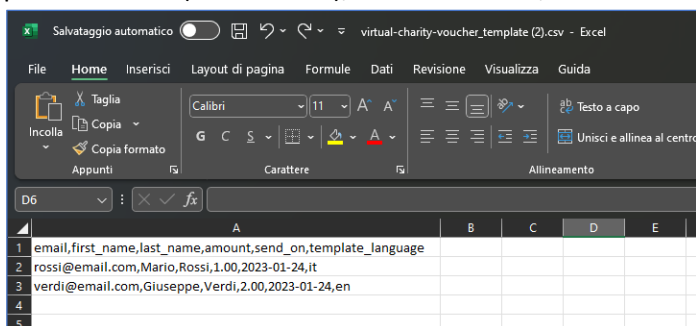 Salvataggio automatico virtual-charity-voucher_template (2).csv - Excel
File Home Inserisci Layout di pagina Formule Dati Revisione Visualizza Guida
Incolla
Taglia
Copia
Copia formato
Appunti
Calibri 11 A A
G C S A
Carattere
ab Testo a capo
Unisci e allinea al centro
Allineamento
D6 fx
A B C D E
1 email,first_name,last_name,amount,send_on,template_language
2 rossi@email.com,Mario,Rossi,1.00,2023-01-24,it
3 verdi@email.com,Giuseppe,Verdi,2.00,2023-01-24,en
4
5